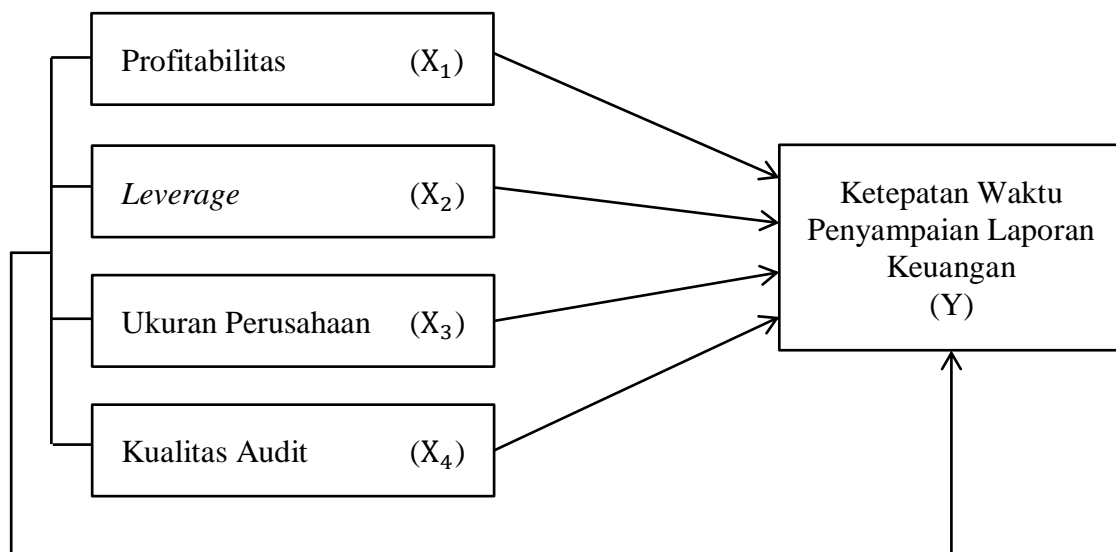 Profitabilitas (X₁)
Leverage (X₂)
Ukuran Perusahaan (X₃)
Kualitas Audit (X₄)
Ketepatan Waktu
Penyampaian Laporan
Keuangan
(Y)